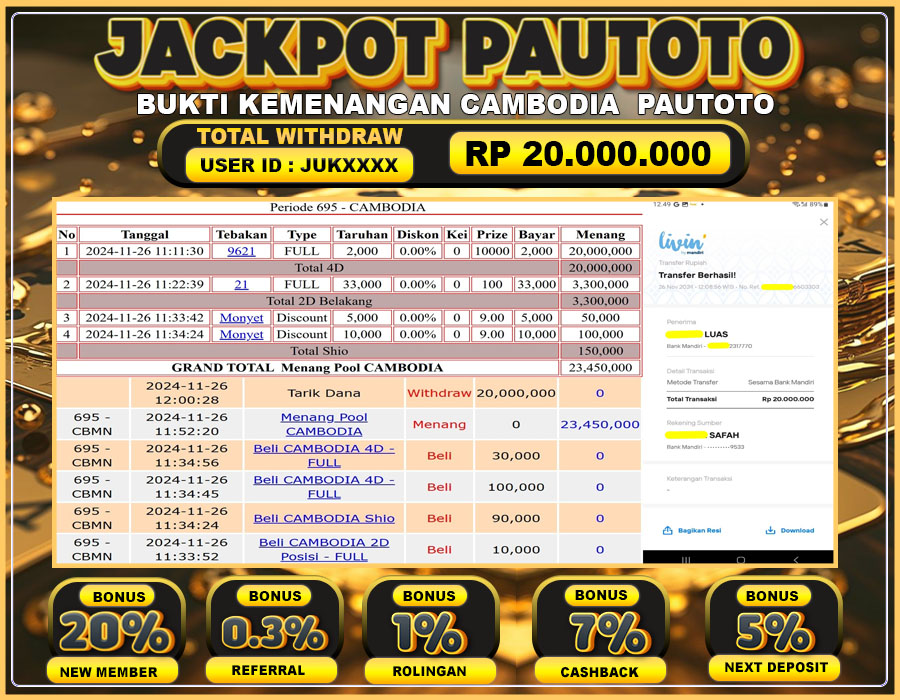 JACKPOT PAUTOTO
BUKTI KEMENANGAN CAMBODIA PAUTOTO
TOTAL WITHDRAW
USER ID : JUKXXXX
RP 20.000.000
Periode 695 - CAMBODIA
No Tanggal Tebakan Type Taruhan Diskon Kei Prize Bayar Menang
1 2024-11-26 11:11:30 9621 FULL 2,000 0.00% 0 10000 2,000 20,000,000
Total 4D 20,000,000
2 2024-11-26 11:22:39 21 FULL 33,000 0.00% 0 100 33,000 3,300,000
Total 2D Belakang 3,300,000
3 2024-11-26 11:33:42 Monyet Discount 5,000 0.00% 0 9.00 5,000 50,000
4 2024-11-26 11:34:24 Monyet Discount 10,000 0.00% 0 9.00 10,000 100,000
Total Shio 150,000
GRAND TOTAL Menang Pool CAMBODIA 23,450,000
2024-11-26 12:00:28 Tarik Dana Withdraw 20,000,000 0
695 - CBMN 2024-11-26 11:52:20 Menang Pool CAMBODIA Menang 0 23,450,000
695 - CBMN 2024-11-26 11:34:56 Beli CAMBODIA 4D - FULL Beli 30,000 0
695 - CBMN 2024-11-26 11:34:45 Beli CAMBODIA 4D - FULL Beli 100,000 0
695 - CBMN 2024-11-26 11:34:24 Beli CAMBODIA Shio Beli 90,000 0
695 - CBMN 2024-11-26 11:33:52 Beli CAMBODIA 2D Posisi - FULL Beli 10,000 0
12:49 89%
livin'
by mandiri
Transfer Rupiah
Transfer Berhasil!
26 Nov 2024 - 12:08:56 WIB - No. Ref.
Penerima
LUAS
Bank Mandiri - 2317770
Detail Transaksi
Metode Transfer Sesama Bank Mandiri
Total Transaksi Rp 20.000.000
Rekening Sumber
SAFAH
Bank Mandiri - ·········9533
Keterangan Transaksi
-
Bagikan Resi Download
BONUS
20%
NEW MEMBER
BONUS
0.3%
REFERRAL
BONUS
1%
ROLINGAN
BONUS
7%
CASHBACK
BONUS
5%
NEXT DEPOSIT